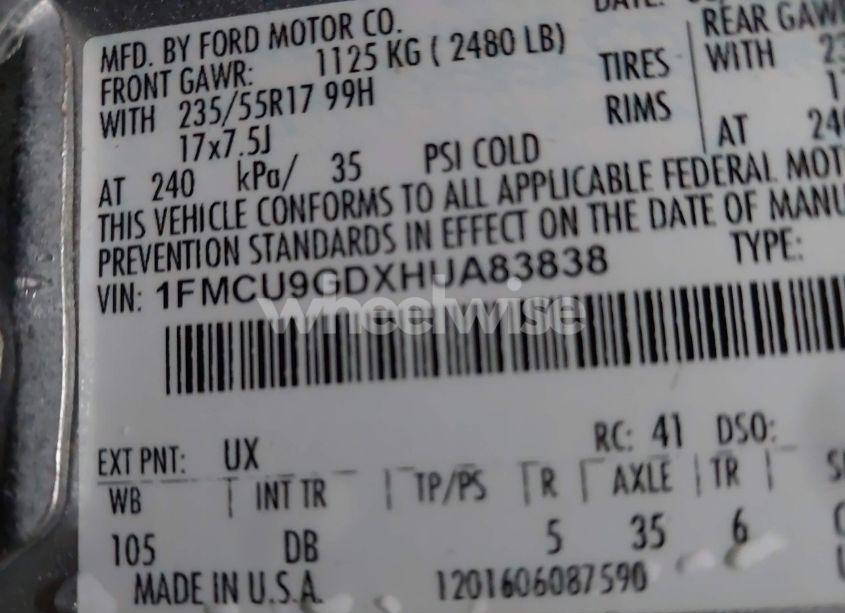 MFD. BY FORD MOTOR CO.
FRONT GAWR: 1125 KG ( 2480 LB)
REAR
WITH 235/55R17 99H TIRES WITH
17x7.5J RIMS
AT 240 kPa/ 35 PSI COLD AT
THIS VEHICLE CONFORMS TO ALL APPLICABLE FEDERAL
PREVENTION STANDARDS IN EFFECT ON THE DATE OF
VIN: 1FMCU9GDXHUA83838 TYPE:
wheelwise
EXT PNT: UX RC: 41 DSO:
WB | INT TR | TP/PS | R | AXLE | TR |
105 DB 5 35 6
MADE IN U.S.A. 1201606087590